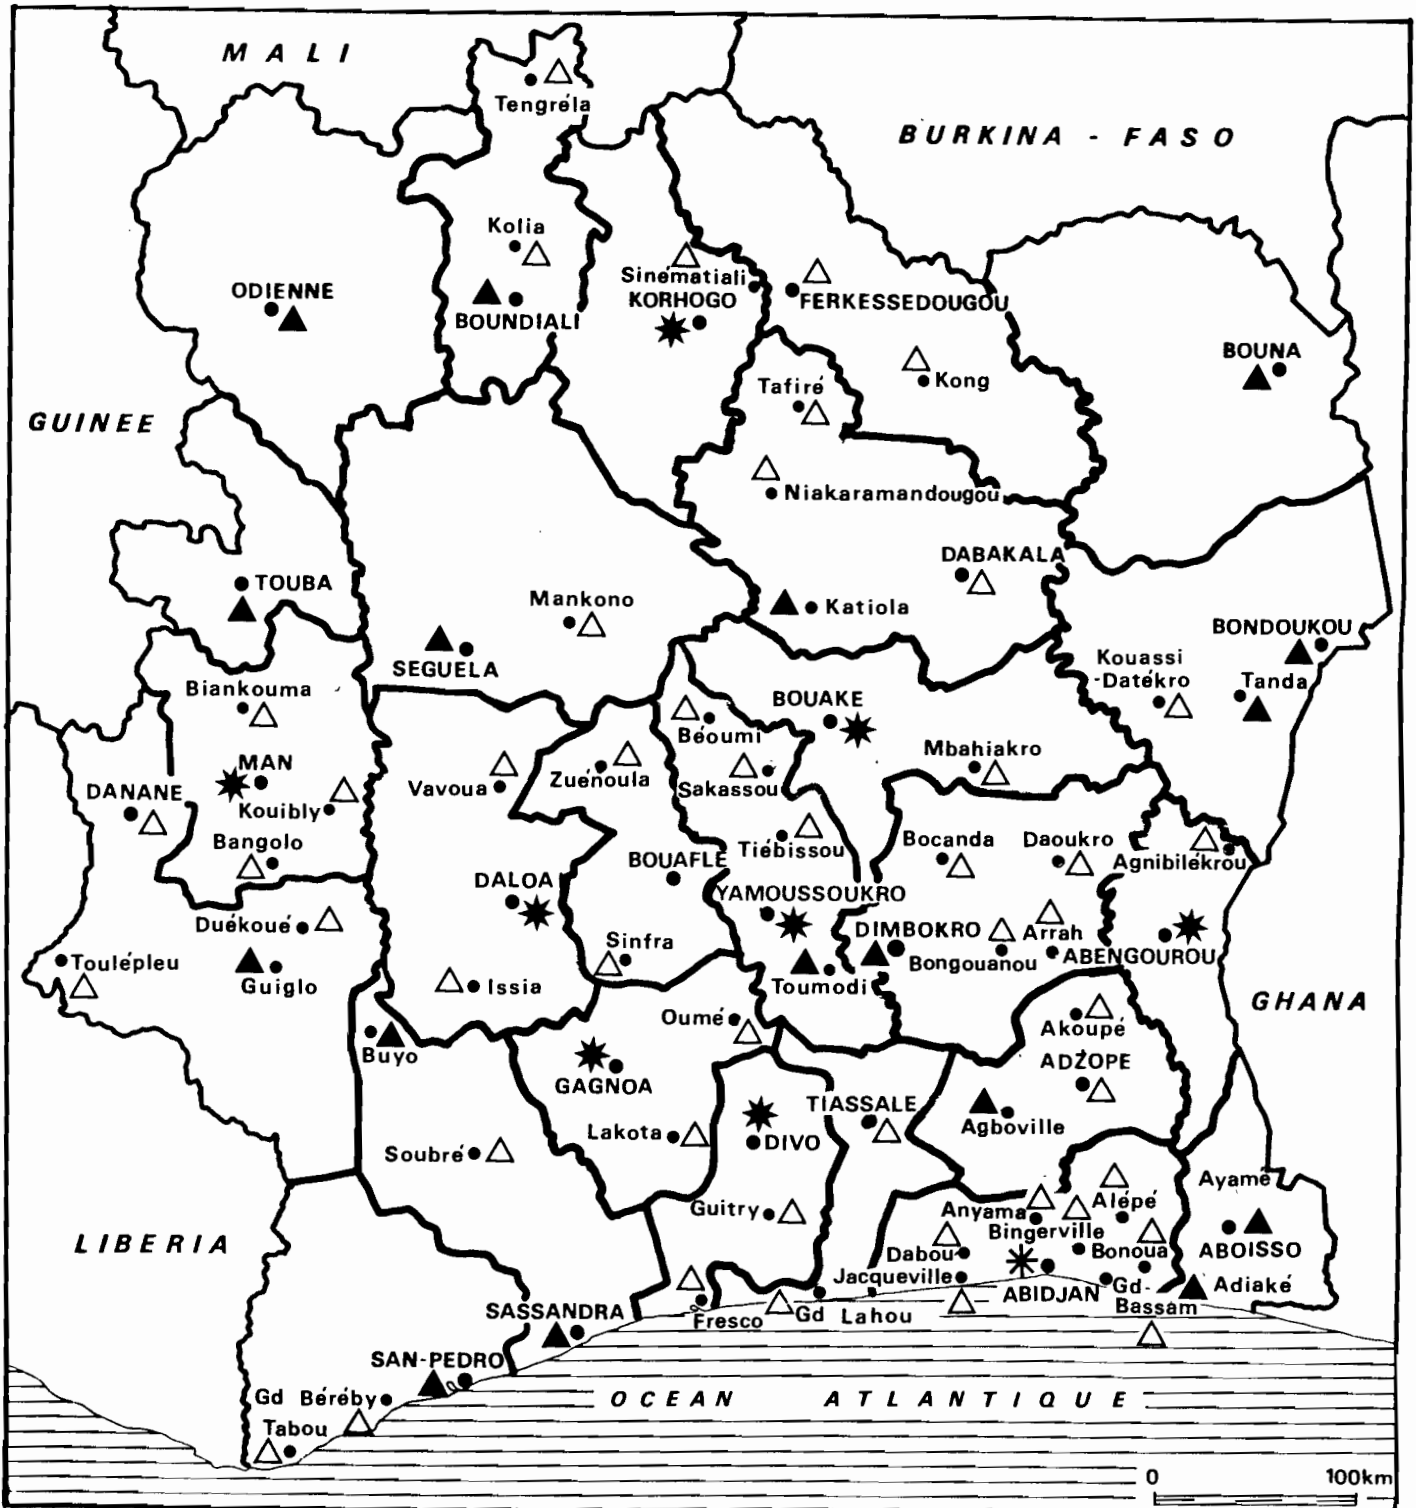 MALI
Tengréla
BURKINA - FASO
Kolia
Sinématiali
ODIENNE
KORHOGO
FERKESSEDOUGOU
BOUNDIALI
BOUNA
Tafiré
Kong
GUINEE
Niakaramandougou
DABAKALA
TOUBA
Mankono
Katiola
BONDOUKOU
SEGUELA
Kouassi
-Datékro
Tanda
Biankouma
BOUAKE
Béoumi
Mbahiakro
MAN
Zuénoula
Vavoua
Sakassou
DANANE
Kouibly
Bangolo
Tiébissou
Bocanda
Daoukro
Agnibilékrou
BOUAFLE
DALOA
YAMOUSSOUKRO
Duékoué
DIMBOKRO
Arrah
Sinfra
Bongouanou
ABENGOUROU
Toulépleu
Guiglo
Issia
Toumodi
GHANA
Oumé
Akoupé
Buyo
ADZOPE
GAGNOA
TIASSALE
Agboville
Lakota
DIVO
Soubré
Ayamé
Guitry
Anyama
Alépé
Bingerville
LIBERIA
Dabou
Bonoua
ABOISSO
Jacqueville
ABIDJAN
Gd-
Bassam
Adiaké
SASSANDRA
Fresco
Gd Lahou
SAN-PEDRO
Gd Béréby
OCEAN ATLANTIQUE
Tabou
0 100km